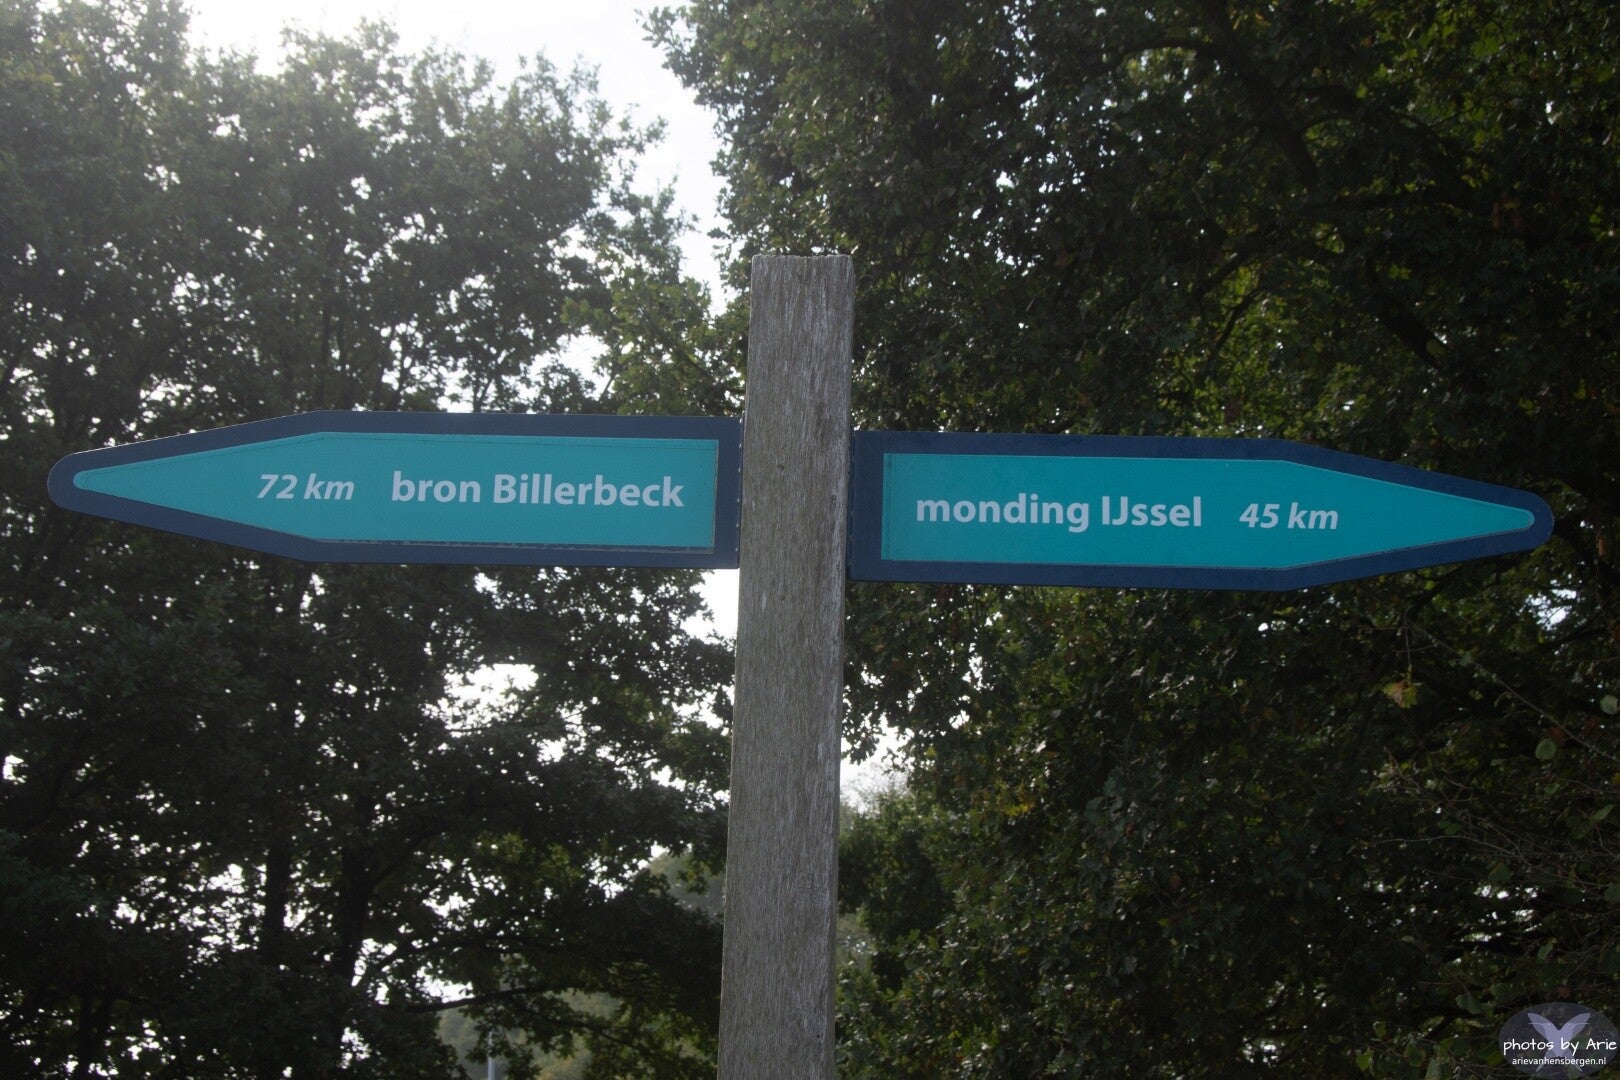 72 km bron Billerbeck
monding IJssel 45 km
photos by Arie
arievanhensbergen.nl